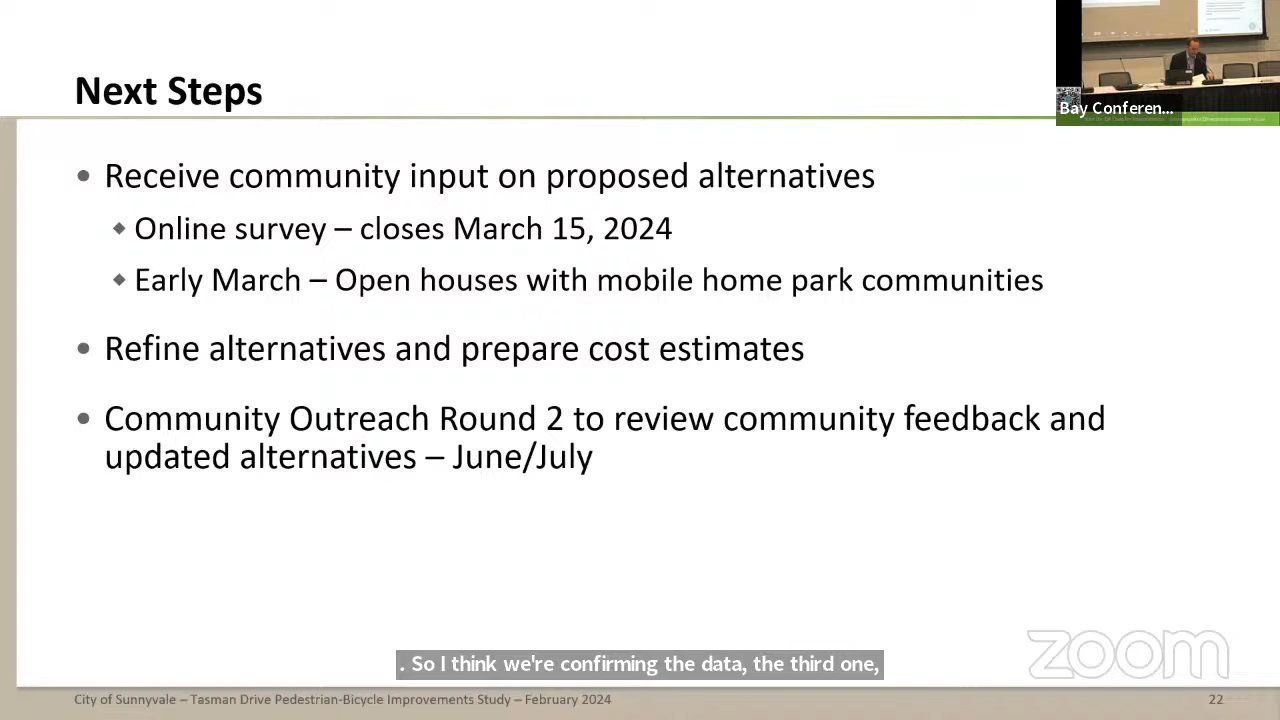 Next Steps
Bay Conferen...
• Receive community input on proposed alternatives
◆ Online survey – closes March 15, 2024
◆ Early March – Open houses with mobile home park communities
• Refine alternatives and prepare cost estimates
• Community Outreach Round 2 to review community feedback and
updated alternatives – June/July
zoom
. So I think we're confirming the data, the third one,
City of Sunnyvale – Tasman Drive Pedestrian-Bicycle Improvements Study – February 2024
22